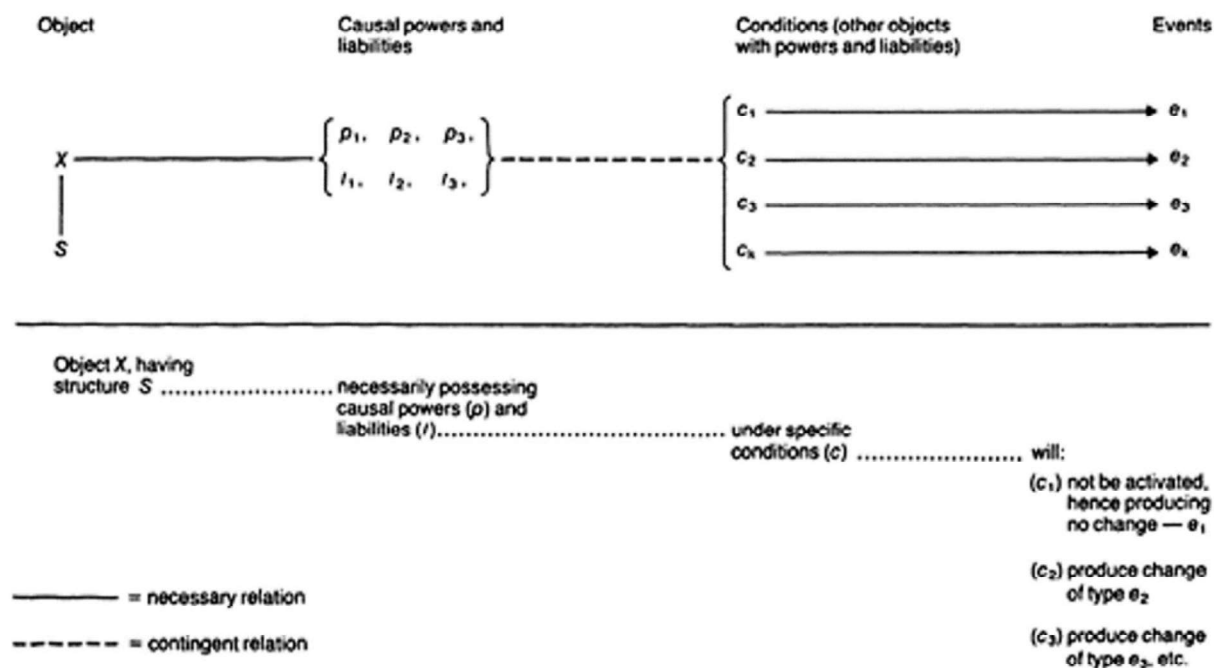 Object
Causal powers and
liabilities
Conditions (other objects
with powers and liabilities)
Events
p₁, p₂, p₃,
l₁, l₂, l₃,
X
S
c₁ e₁
c₂ e₂
c₃ e₃
cₖ eₖ
Object X, having
structure S .................... necessarily possessing
causal powers (p) and
liabilities (l)................................ under specific
conditions (c) .................... will:
(c₁) not be activated,
hence producing
no change — e₁
(c₂) produce change
of type e₂
(c₃) produce change
of type e₃, etc.
= necessary relation
= contingent relation